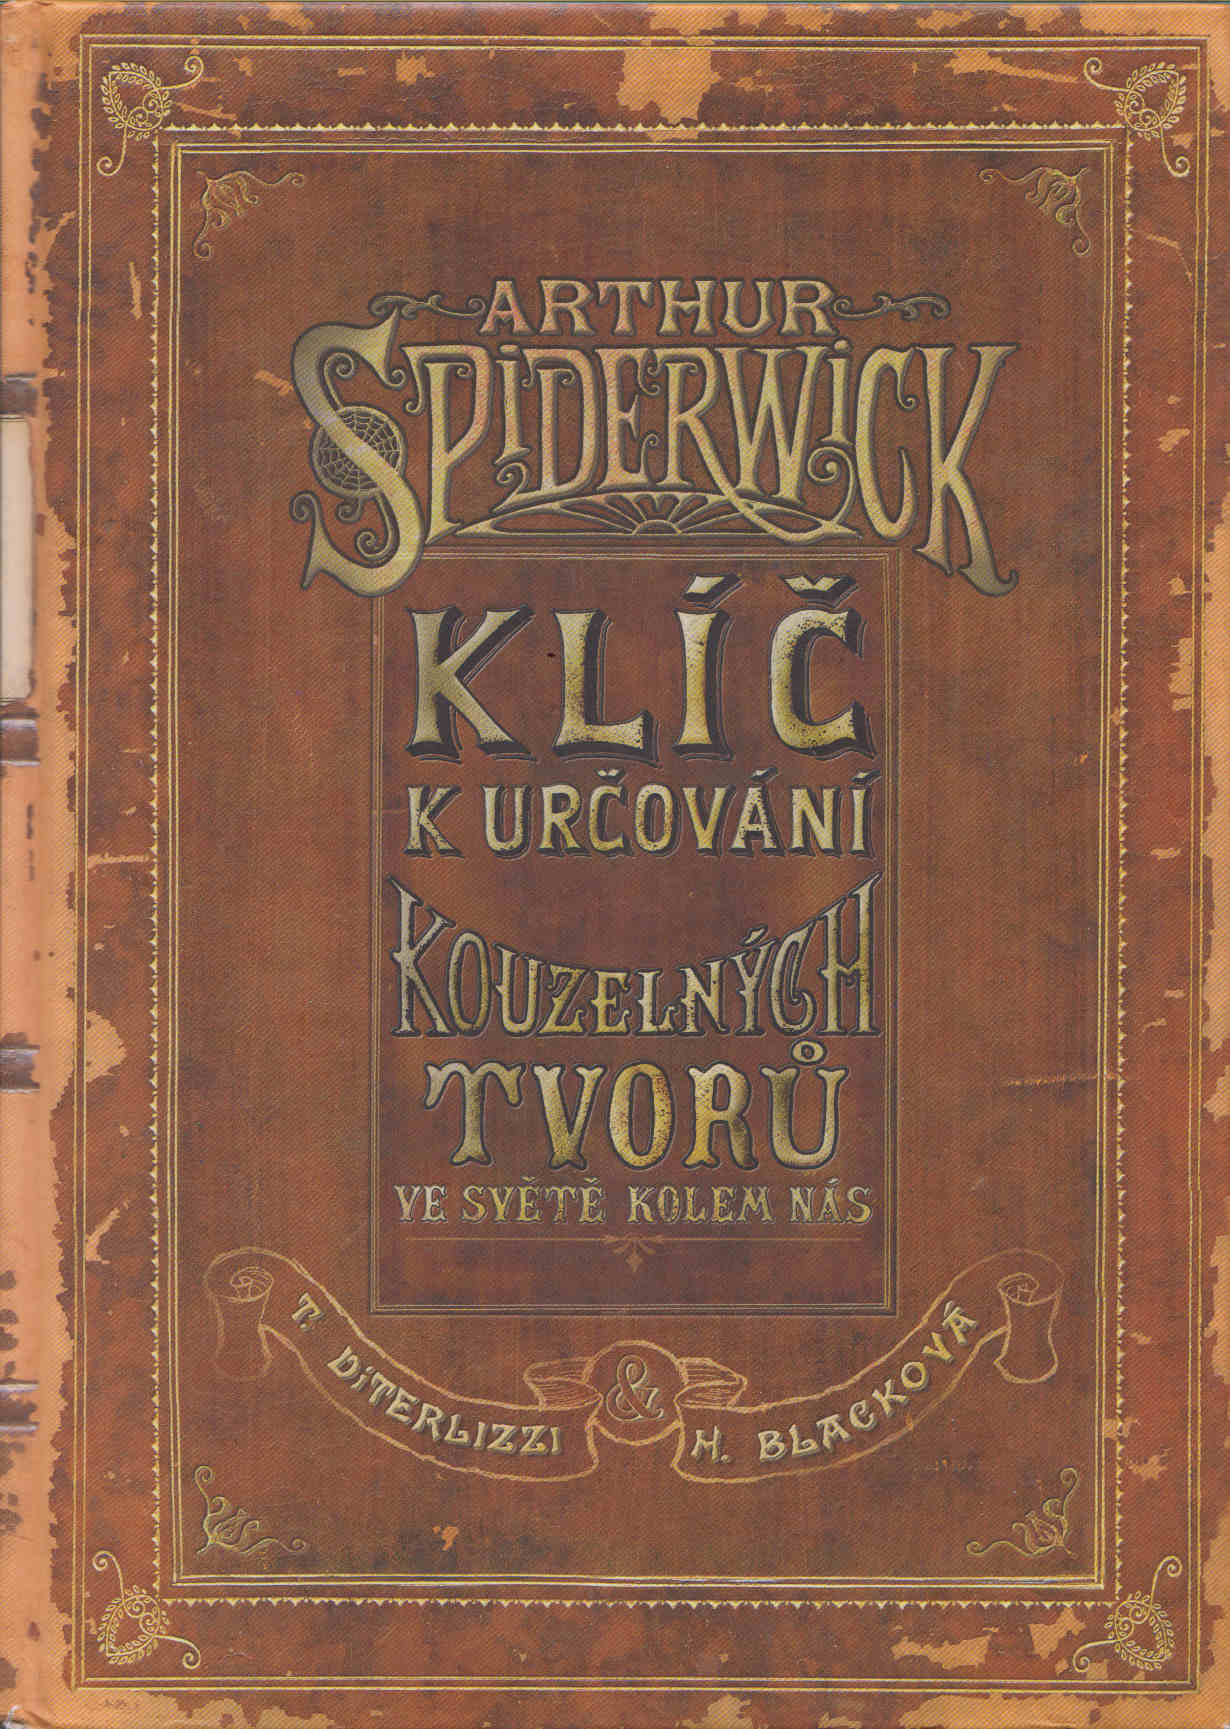 ARTHUR
SPiDERWiCK
KLÍČ
K URČOVÁNÍ
KOUZELNÝCH
TVORŮ
VE SVĚTĚ KOLEM NÁS
T. DiTERLIZZI & H. BLACKOVÁ